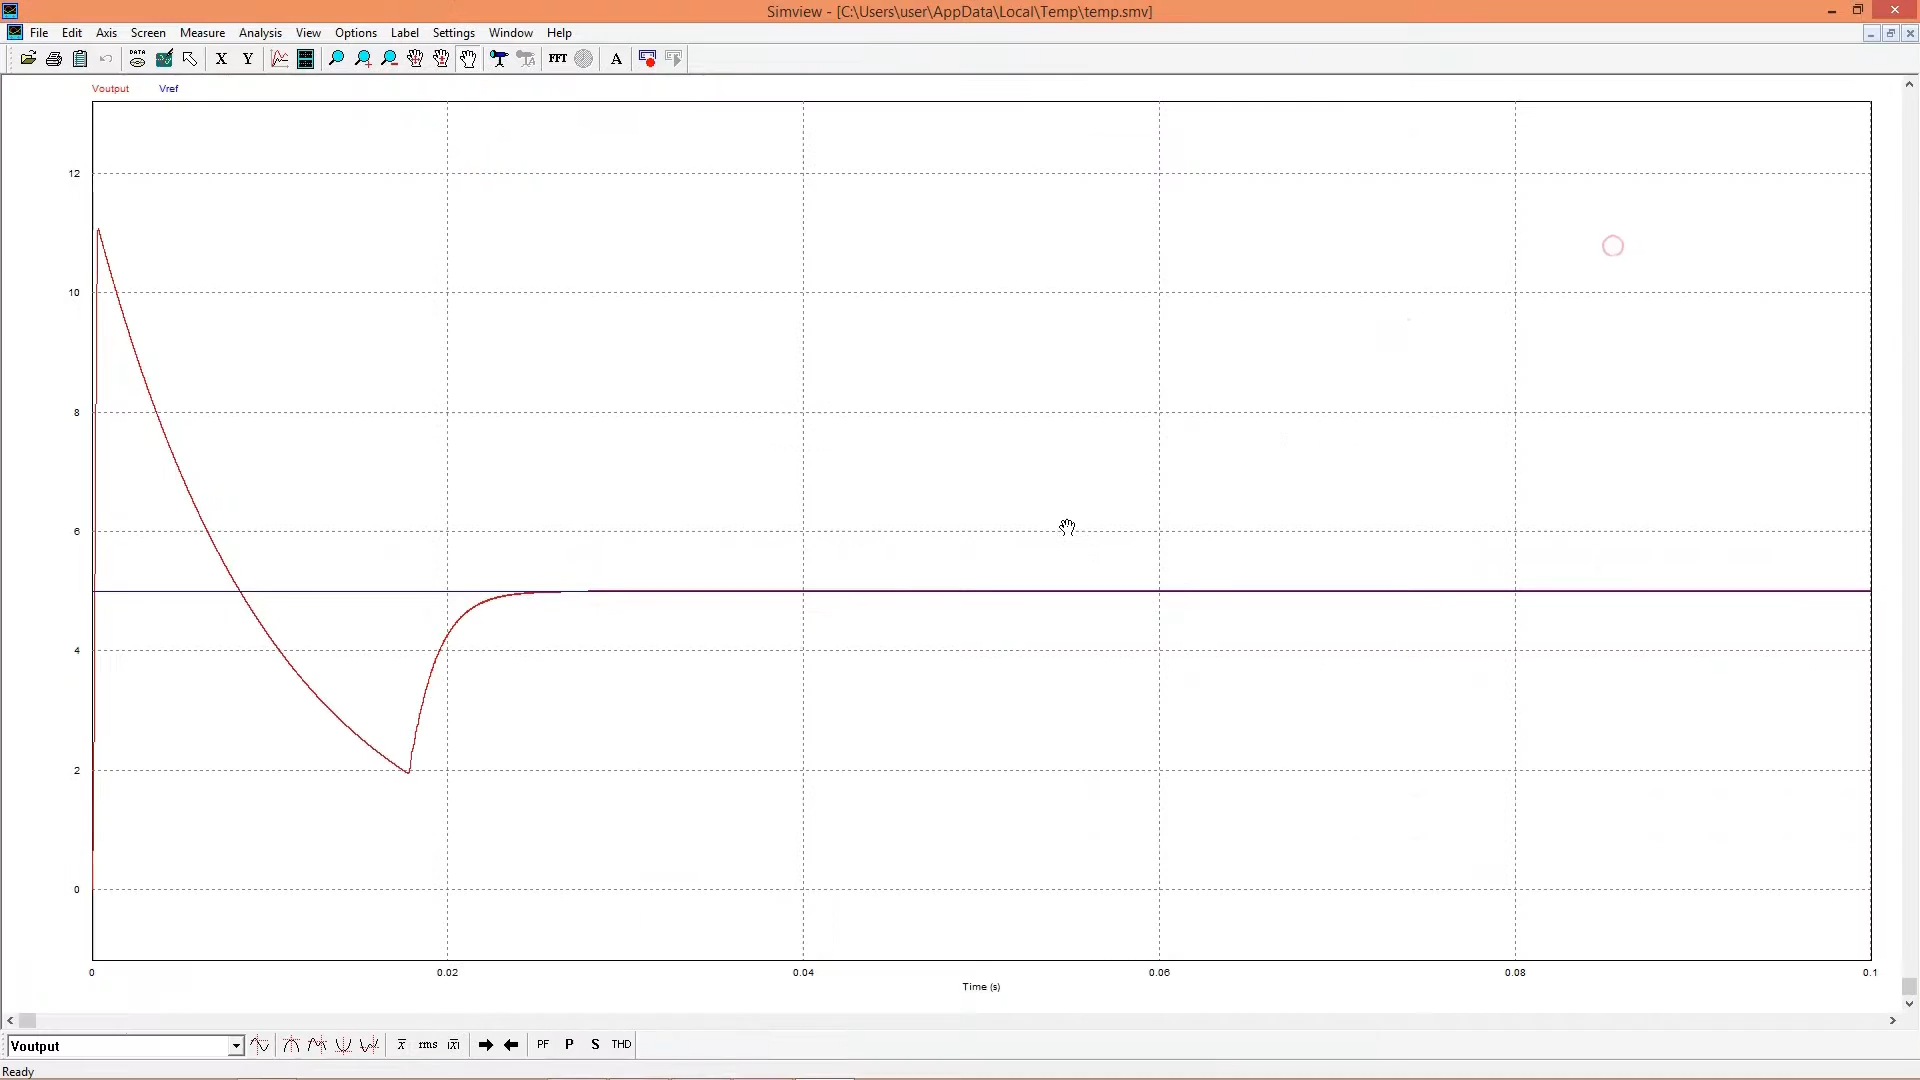 Simview - [C:\Users\user\AppData\Local\Temp\temp.smv]
File Edit Axis Screen Measure Analysis View Options Label Settings Window Help
DATA X Y FFT A
Voutput Vref
12
10
8
6
4
2
0
0 0.02 0.04 0.06 0.08 0.1
Time (s)
Voutput x rms |x| PF P S THD
Ready